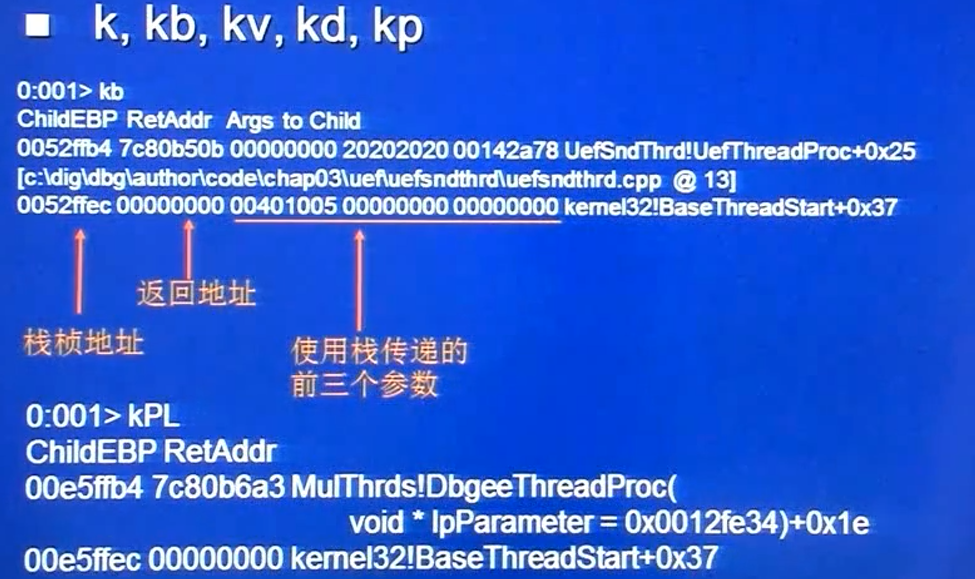 k, kb, kv, kd, kp
0:001> kb
ChildEBP RetAddr Args to Child
0052ffb4 7c80b50b 00000000 20202020 00142a78 UefSndThrd!UefThreadProc+0x25
[c:\dig\dbg\author\code\chap03\uef\uefsndthrd\uefsndthrd.cpp @ 13]
0052ffec 00000000 00401005 00000000 00000000 kernel32!BaseThreadStart+0x37
返回地址
栈桢地址
使用栈传递的
前三个参数
0:001> kPL
ChildEBP RetAddr
00e5ffb4 7c80b6a3 MulThrds!DbgeeThreadProc(
void * lpParameter = 0x0012fe34)+0x1e
00e5ffec 00000000 kernel32!BaseThreadStart+0x37